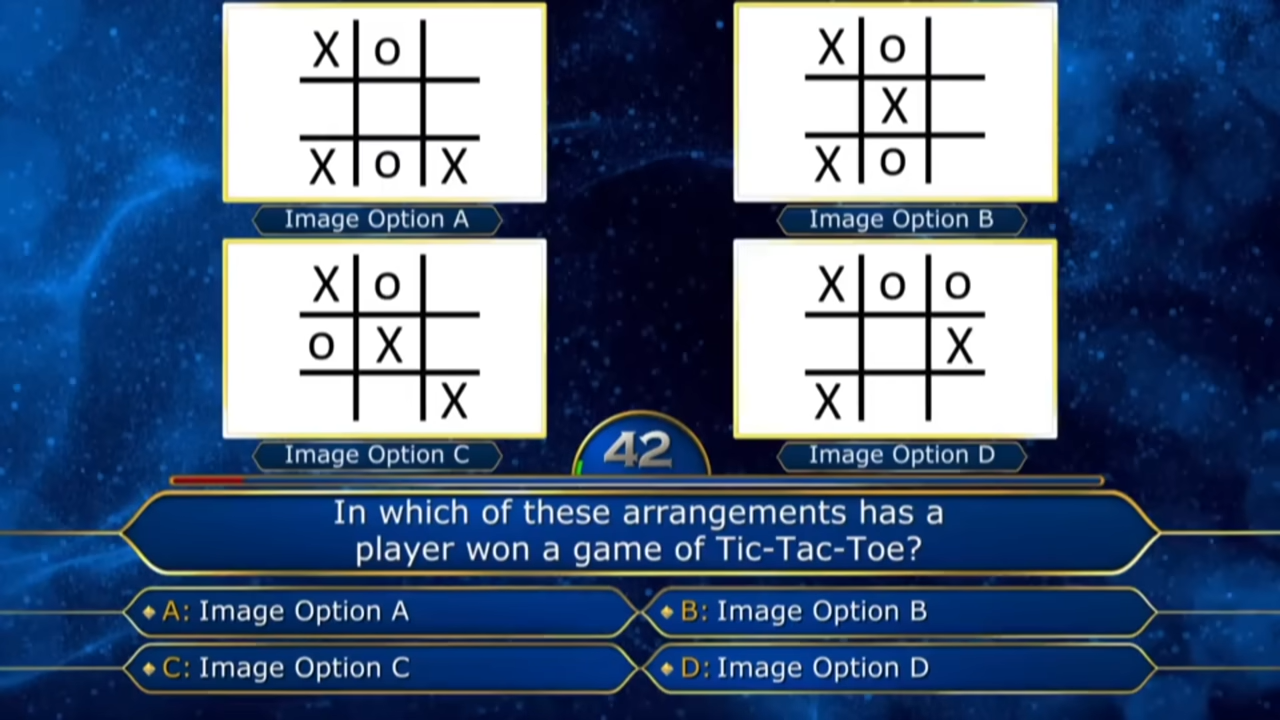 X o
X o X
Image Option A
X o
X
X o
Image Option B
X o
o X
X
Image Option C
X o o
X
X
Image Option D
42
In which of these arrangements has a
player won a game of Tic-Tac-Toe?
A: Image Option A
B: Image Option B
C: Image Option C
D: Image Option D